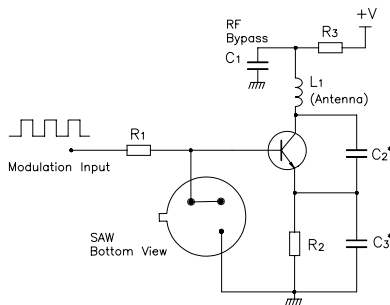 +V
RF
Bypass
R3
C1
L1
(Antenna)
R1
Modulation Input
C2*
SAW
Bottom View
R2
C3*